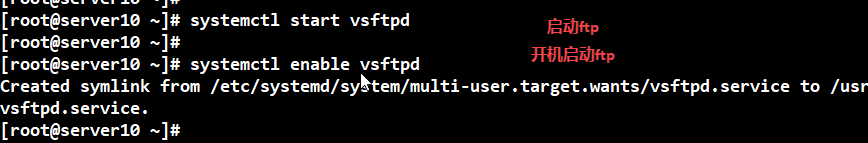 [root@server10 ~]# systemctl start vsftpd
启动ftp
[root@server10 ~]#
开机启动ftp
[root@server10 ~]# systemctl enable vsftpd
Created symlink from /etc/systemd/system/multi-user.target.wants/vsftpd.service to /usr
vsftpd.service.
[root@server10 ~]#